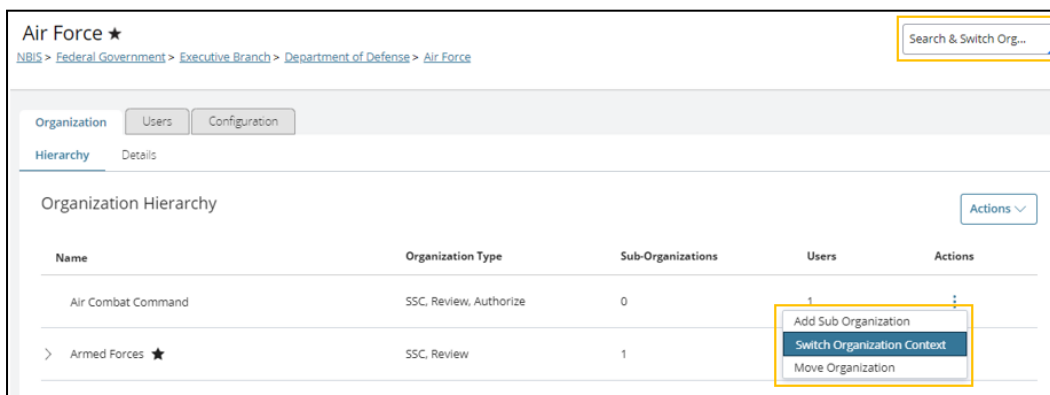 Air Force ★
NBIS > Federal Government > Executive Branch > Department of Defense > Air Force
Search & Switch Org...
Organization Users Configuration
Hierarchy Details
Organization Hierarchy
Actions
Name Organization Type Sub-Organizations Users Actions
Air Combat Command SSC, Review, Authorize 0 1
Add Sub Organization
Switch Organization Context
Armed Forces ★ SSC, Review 1
Move Organization